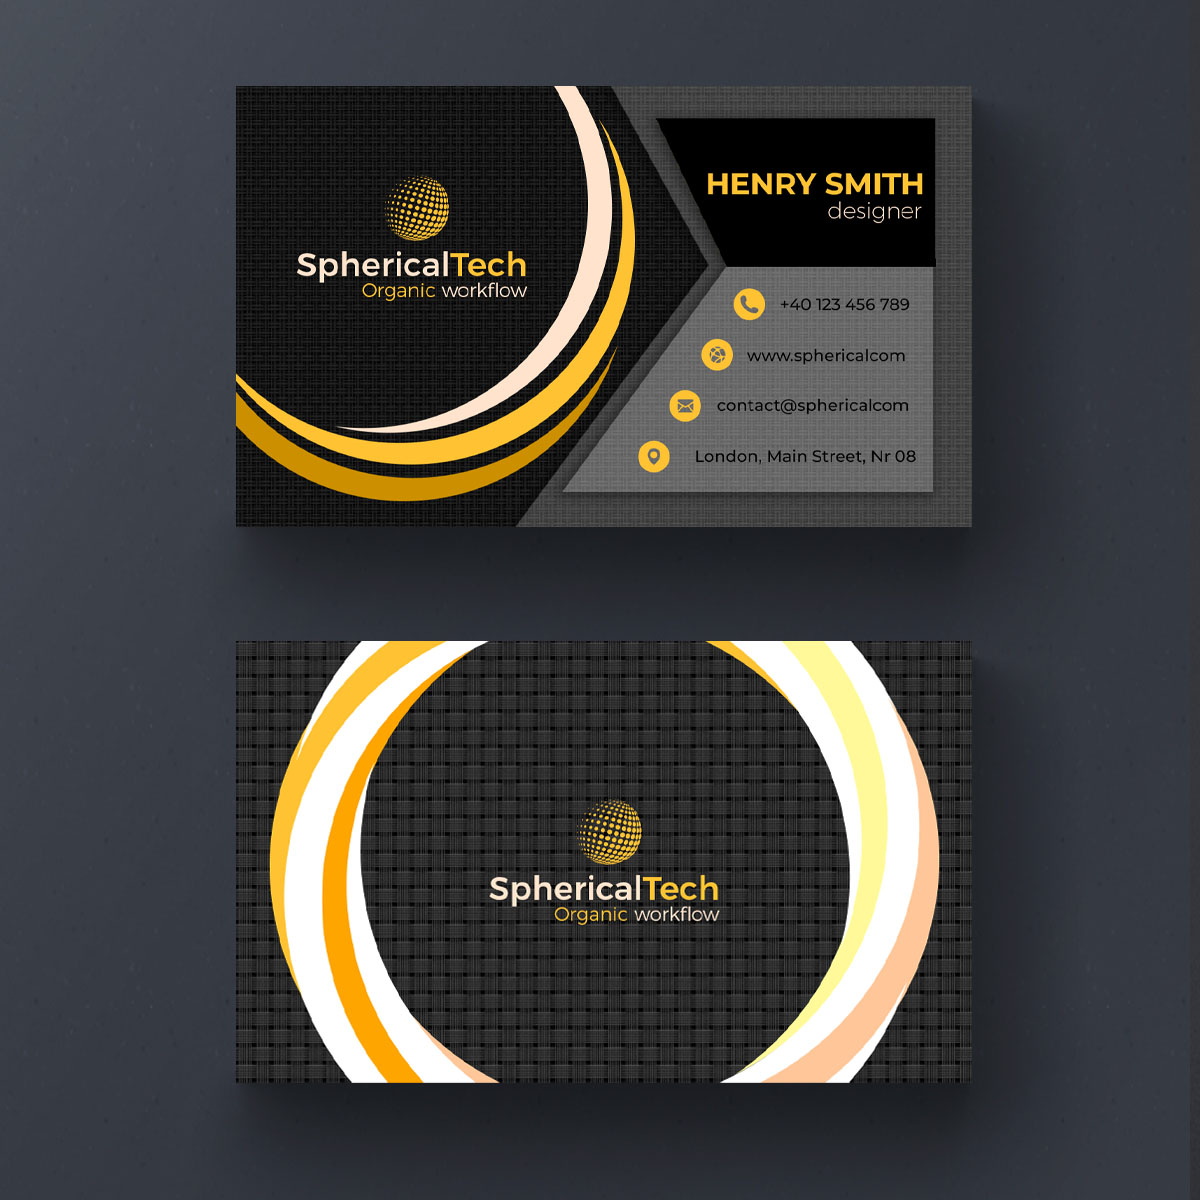 SphericalTech
Organic workflow
HENRY SMITH
designer
+40 123 456 789
www.sphericalcom
contact@sphericalcom
London, Main Street, Nr 08
SphericalTech
Organic workflow